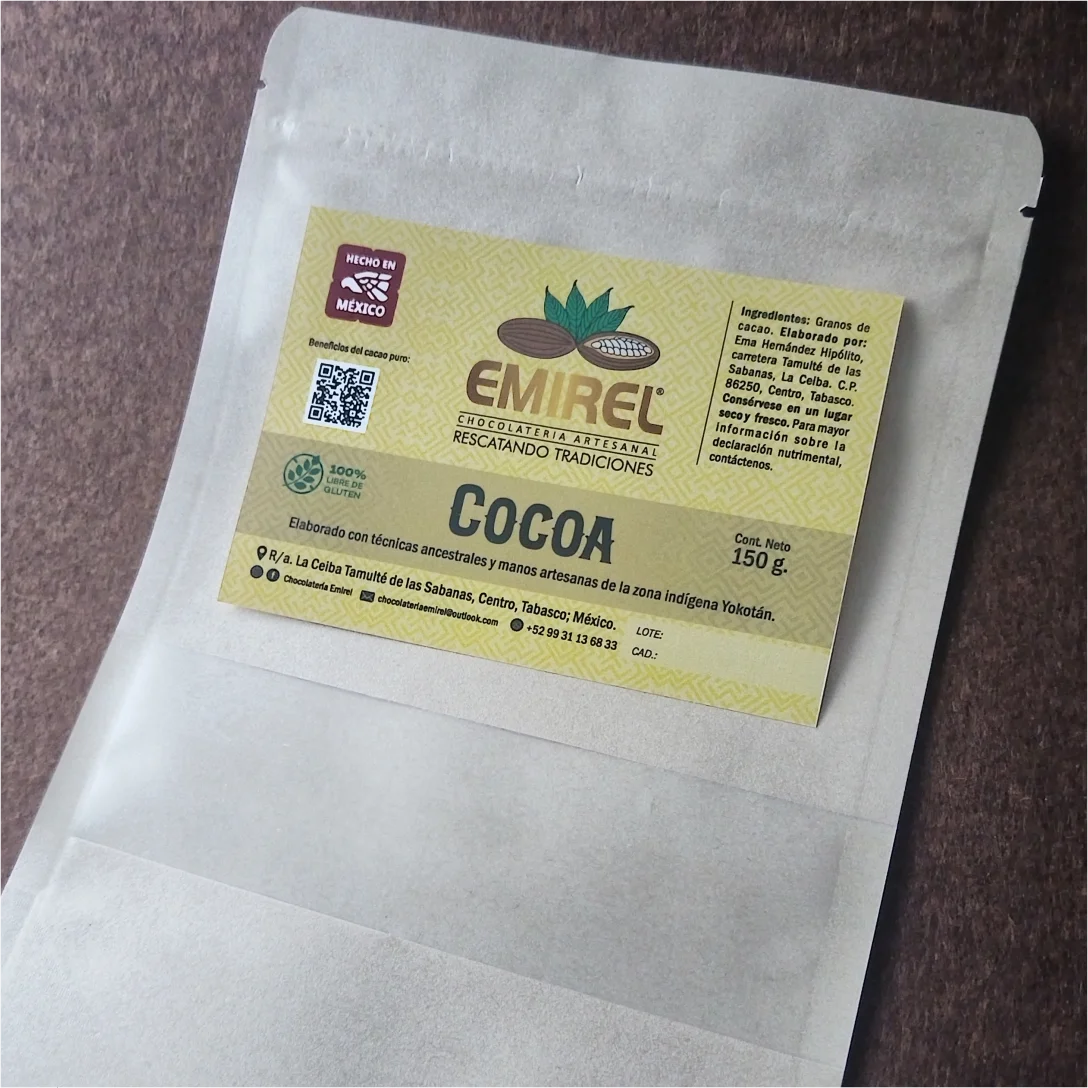 HECHO EN
MÉXICO
Beneficios del cacao puro:
100%
LIBRE DE
GLUTEN
EMIREL®
CHOCOLATERIA ARTESANAL
RESCATANDO TRADICIONES
Ingredientes: Granos de
cacao. Elaborado por:
Ema Hernández Hipólito,
carretera Tamulté de las
Sabanas, La Ceiba. C.P.
86250, Centro, Tabasco.
Consérvese en un lugar
seco y fresco. Para mayor
información sobre la
declaración nutrimental,
contáctenos.
COCOA
Cont. Neto
150 g.
Elaborado con técnicas ancestrales y manos artesanas de la zona indígena Yokotán.
R/a. La Ceiba Tamulté de las Sabanas, Centro, Tabasco; México.
Chocolatería Emirel chocolateriaemirel@outlook.com +52 99 31 13 68 33
LOTE:
CAD.: